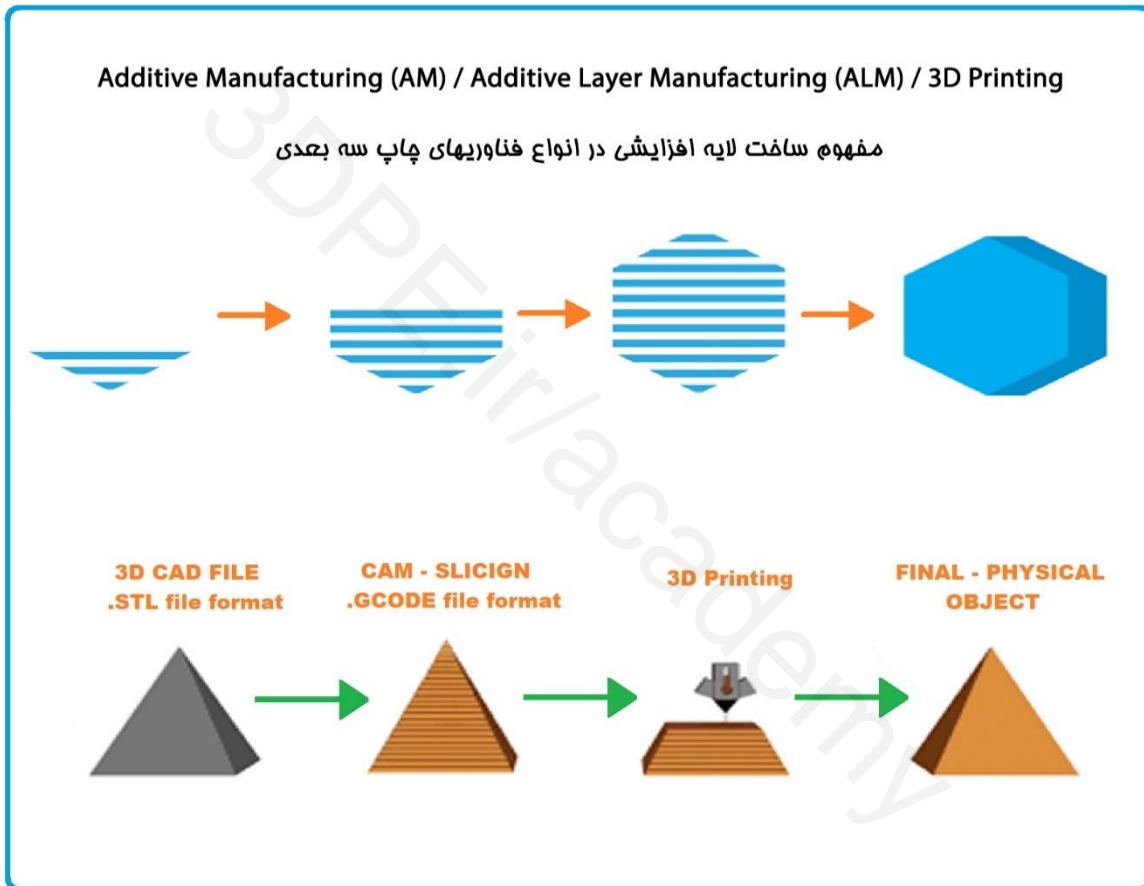 Additive Manufacturing (AM) / Additive Layer Manufacturing (ALM) / 3D Printing
مفهوم ساخت لایه افزایشی در انواع فناوریهای چاپ سه بعدی
3D CAD FILE
.STL file format
CAM - SLICIGN
.GCODE file format
3D Printing
FINAL - PHYSICAL
OBJECT
3DPE.ir/academy